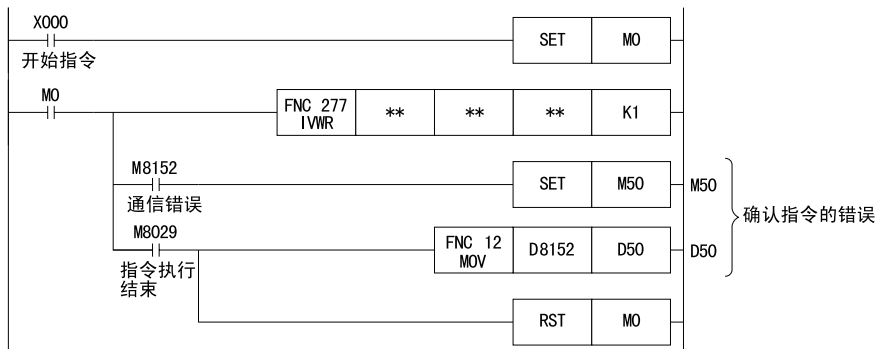 X000
开始指令
SET M0
M0
FNC 277
IVWR ** ** ** K1
M8152
通信错误
SET M50 M50
确认指令的错误
M8029
指令执行
结束
FNC 12
MOV D8152 D50 D50
RST M0